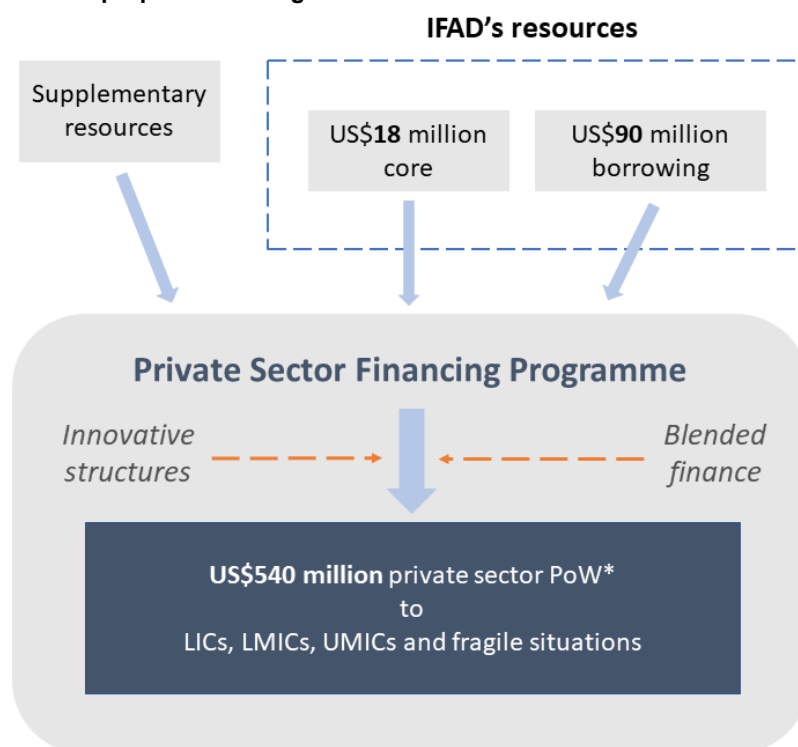 IFAD's resources
Supplementary
resources
US$18 million
core
US$90 million
borrowing
Private Sector Financing Programme
Innovative
structures
Blended
finance
US$540 million private sector PoW*
to
LICs, LMICs, UMICs and fragile situations